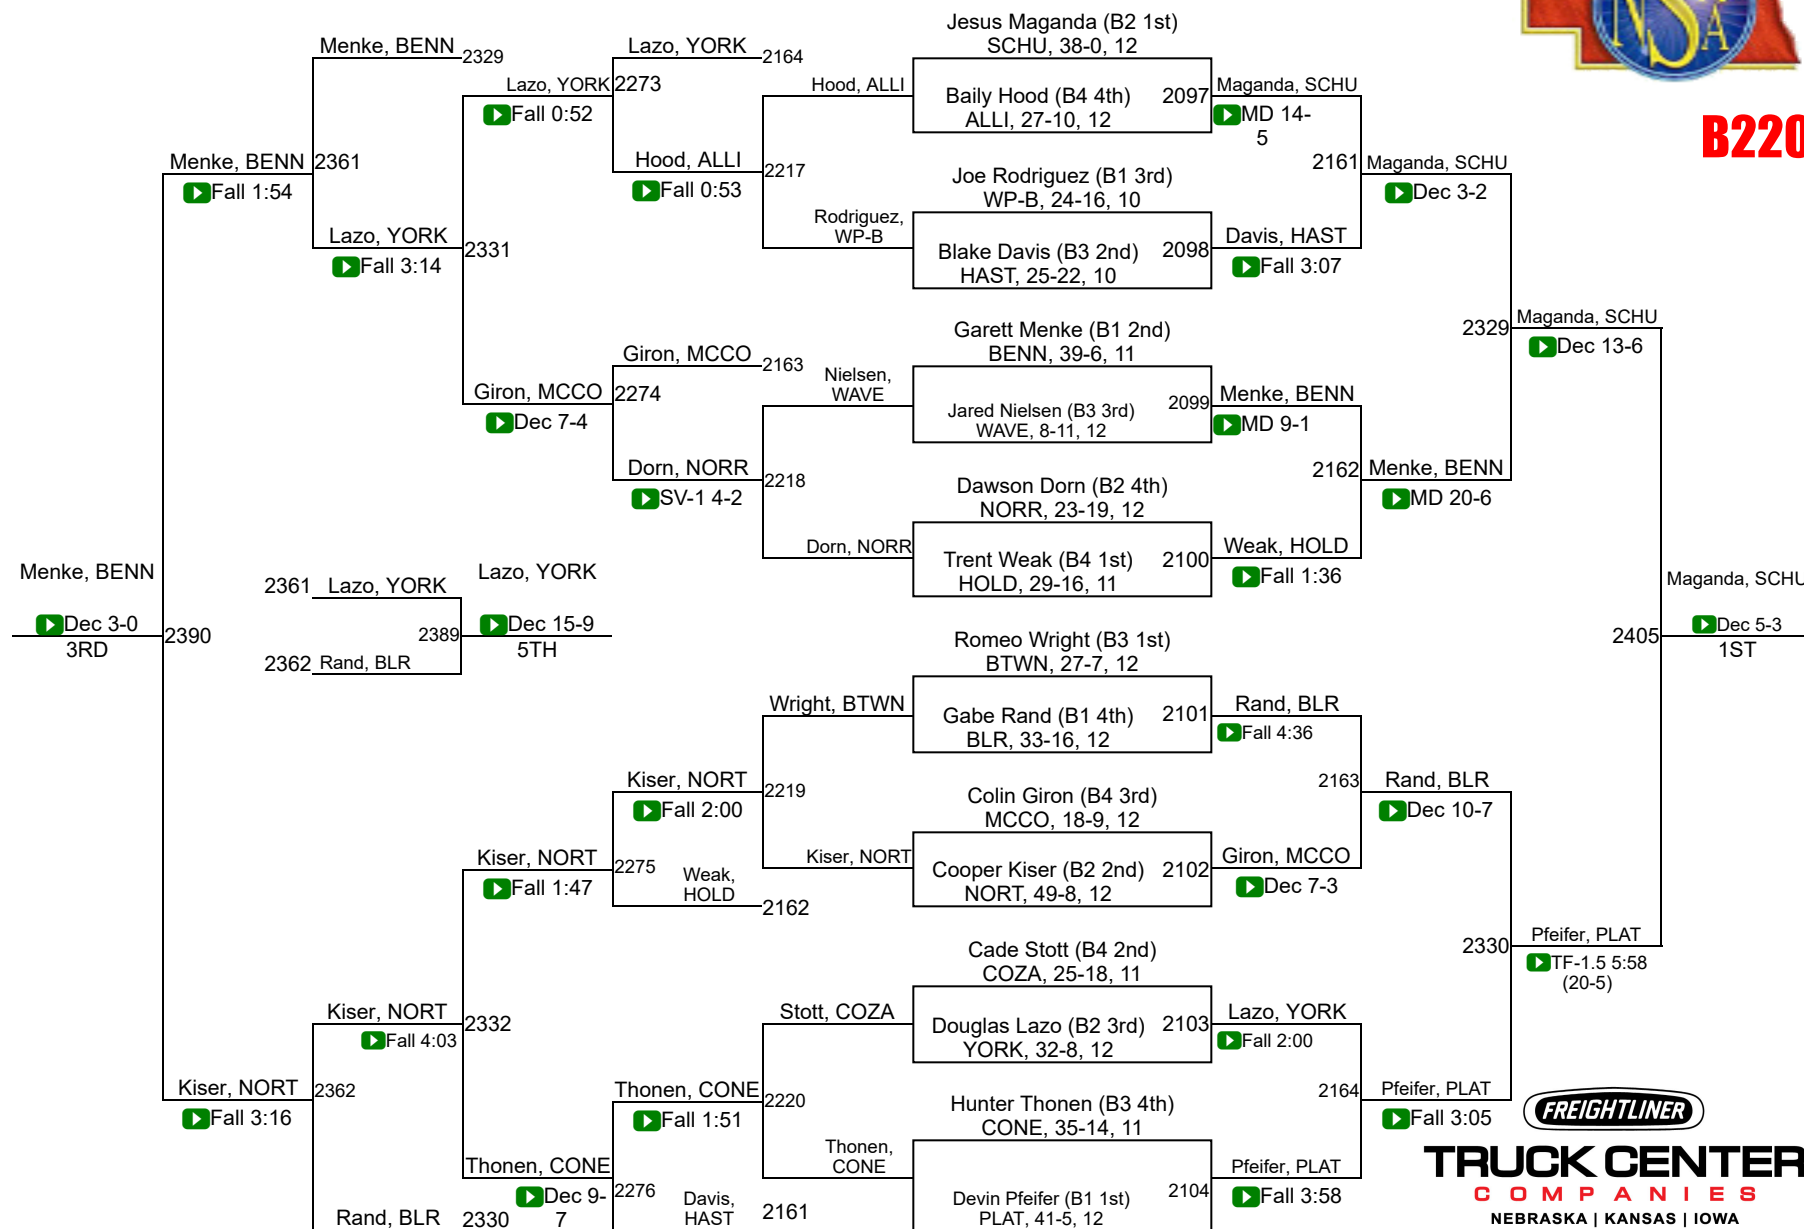 Jesus Maganda (B2 1st)
SCHU, 38-0, 12
Menke, BENN
2329
Lazo, YORK
2164
Lazo, YORK
2273
Fall 0:52
Hood, ALLI
Baily Hood (B4 4th)
ALLI, 27-10, 12
2097
Maganda, SCHU
MD 14-
5
B220
Menke, BENN
2361
Fall 1:54
Hood, ALLI
2217
Fall 0:53
Joe Rodriguez (B1 3rd)
WP-B, 24-16, 10
2161
Maganda, SCHU
Dec 3-2
Lazo, YORK
2331
Fall 3:14
Rodriguez,
WP-B
Blake Davis (B3 2nd)
HAST, 25-22, 10
2098
Davis, HAST
Fall 3:07
Garett Menke (B1 2nd)
BENN, 39-6, 11
2329
Maganda, SCHU
Dec 13-6
Giron, MCCO
2163
Giron, MCCO
2274
Dec 7-4
Nielsen,
WAVE
Jared Nielsen (B3 3rd)
WAVE, 8-11, 12
2099
Menke, BENN
MD 9-1
Dorn, NORR
2218
SV-1 4-2
Dawson Dorn (B2 4th)
NORR, 23-19, 12
2162
Menke, BENN
MD 20-6
Dorn, NORR
Trent Weak (B4 1st)
HOLD, 29-16, 11
2100
Weak, HOLD
Fall 1:36
Menke, BENN
Dec 3-0
3RD
2390
2361
Lazo, YORK
2362
Rand, BLR
2389
Lazo, YORK
Dec 15-9
5TH
Maganda, SCHU
2405
Dec 5-3
1ST
Romeo Wright (B3 1st)
BTWN, 27-7, 12
Wright, BTWN
Gabe Rand (B1 4th)
BLR, 33-16, 12
2101
Rand, BLR
Fall 4:36
Kiser, NORT
2219
Fall 2:00
Colin Giron (B4 3rd)
MCCO, 18-9, 12
2163
Rand, BLR
Dec 10-7
Kiser, NORT
2275
Fall 1:47
Weak,
HOLD
2162
Kiser, NORT
Cooper Kiser (B2 2nd)
NORT, 49-8, 12
2102
Giron, MCCO
Dec 7-3
Cade Stott (B4 2nd)
COZA, 25-18, 11
2330
Pfeifer, PLAT
TF-1.5 5:58
(20-5)
Kiser, NORT
2332
Fall 4:03
Stott, COZA
Douglas Lazo (B2 3rd)
YORK, 32-8, 12
2103
Lazo, YORK
Fall 2:00
Kiser, NORT
2362
Fall 3:16
Thonen, CONE
2220
Fall 1:51
Hunter Thonen (B3 4th)
CONE, 35-14, 11
2164
Pfeifer, PLAT
Fall 3:05
Thonen, CONE
2276
Dec 9-
7
Thonen,
CONE
Devin Pfeifer (B1 1st)
PLAT, 41-5, 12
2104
Pfeifer, PLAT
Fall 3:58
Rand, BLR
2330
Davis,
HAST
2161
FREIGHTLINER
TRUCK CENTER
COMPANIES
NEBRASKA | KANSAS | IOWA
NSA